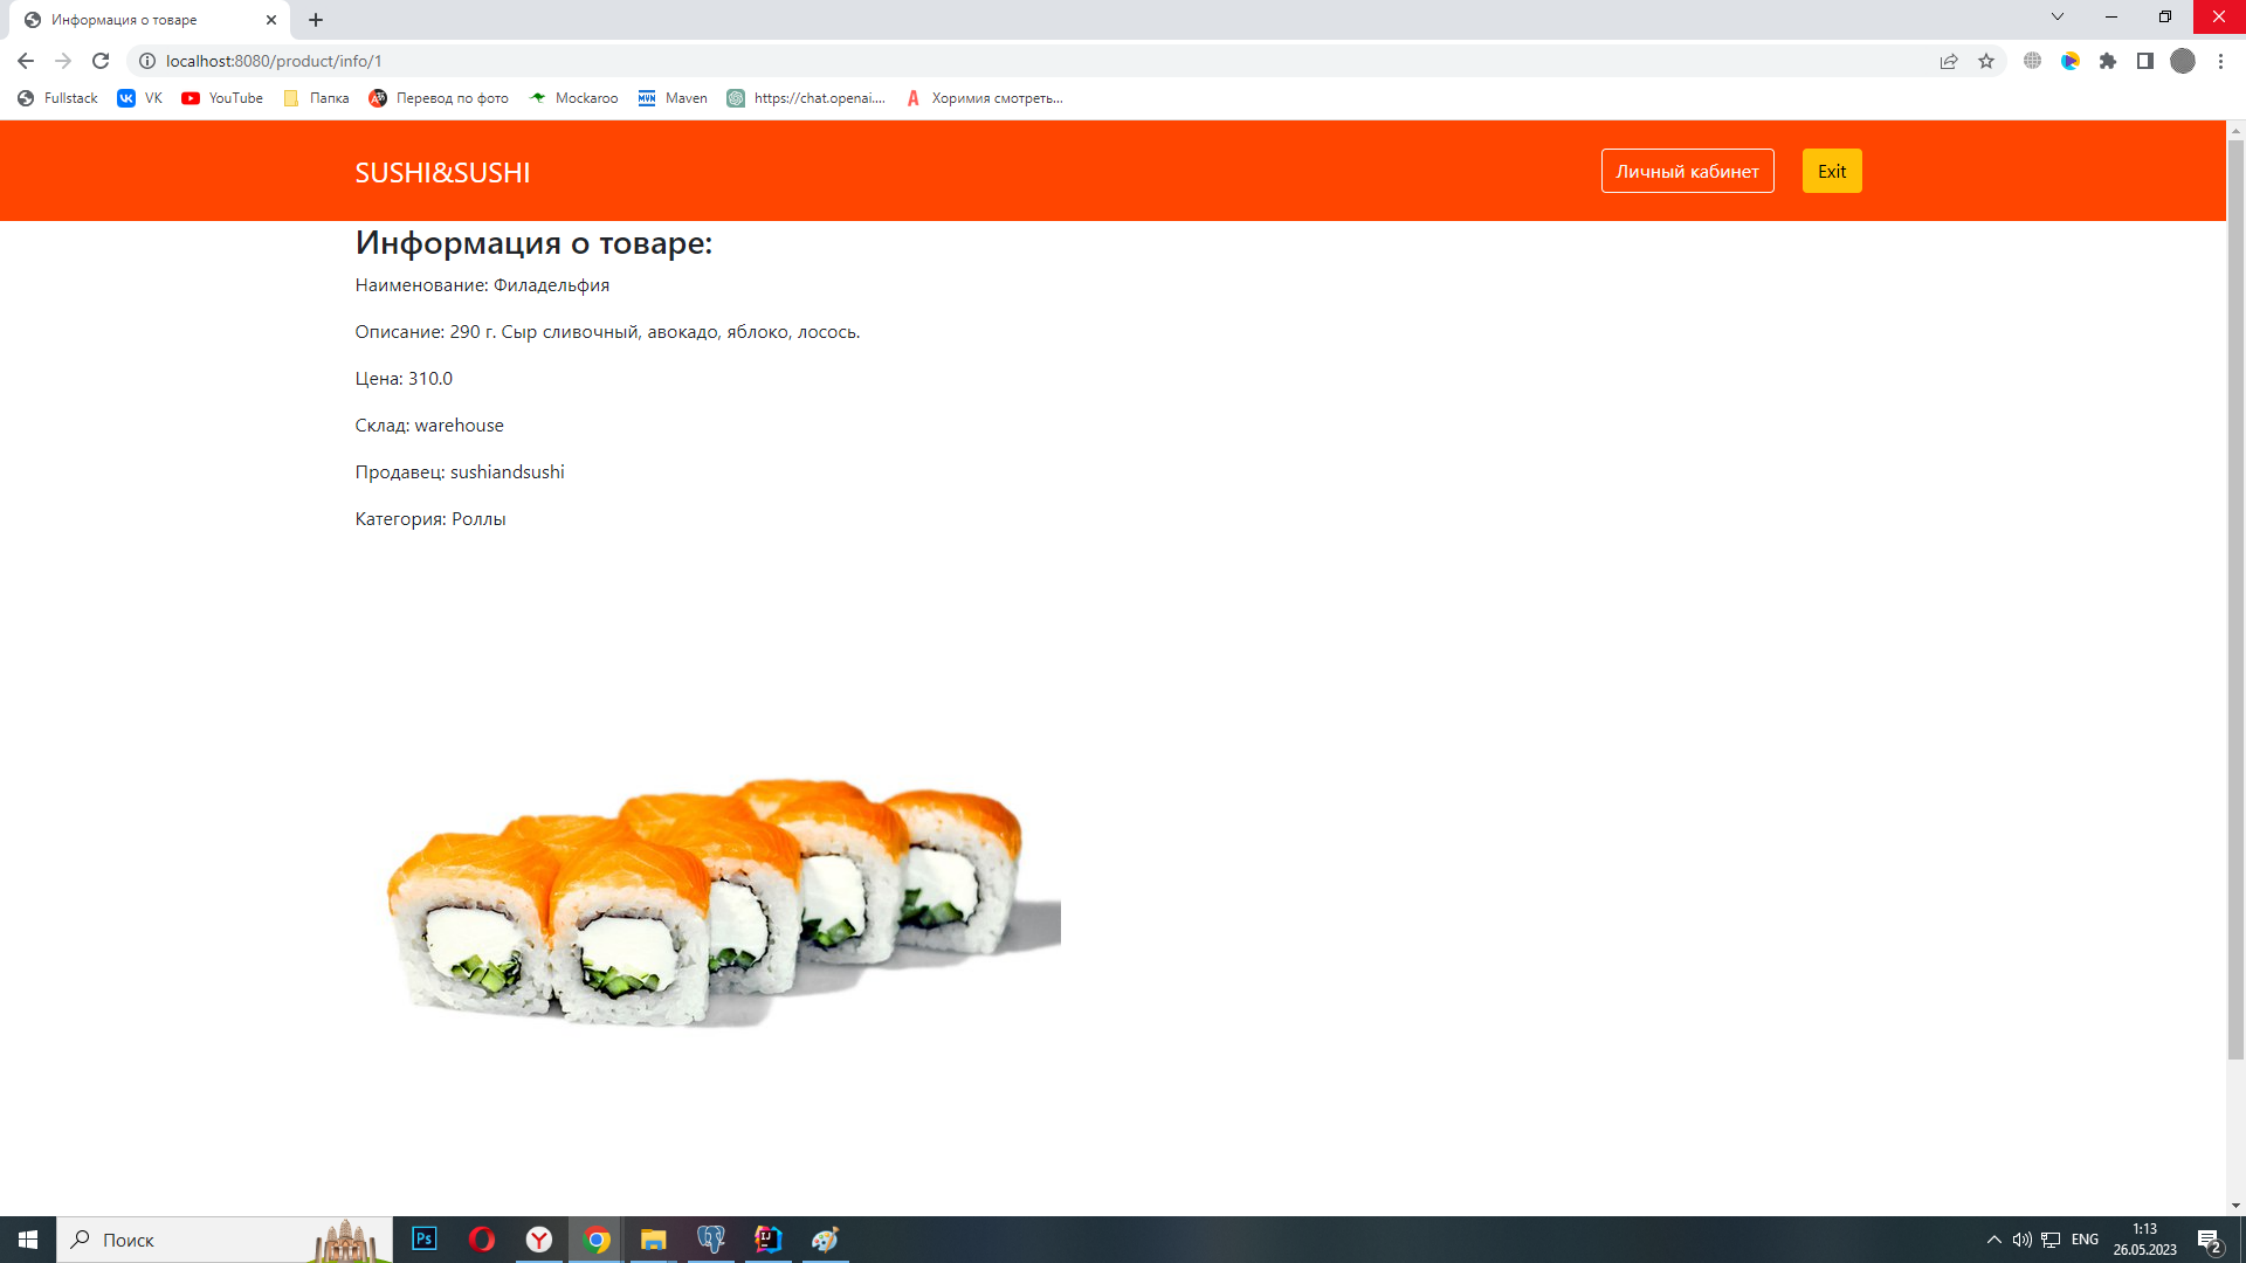 Информация о товаре
localhost:8080/product/info/1
Fullstack VK YouTube Папка Перевод по фото Mockaroo Maven https://chat.openai.... Хоримия смотреть...
SUSHI&SUSHI Личный кабинет Exit
Информация о товаре:
Наименование: Филадельфия
Описание: 290 г. Сыр сливочный, авокадо, яблоко, лосось.
Цена: 310.0
Склад: warehouse
Продавец: sushiandsushi
Категория: Роллы
Поиск
ENG
1:13
26.05.2023
2